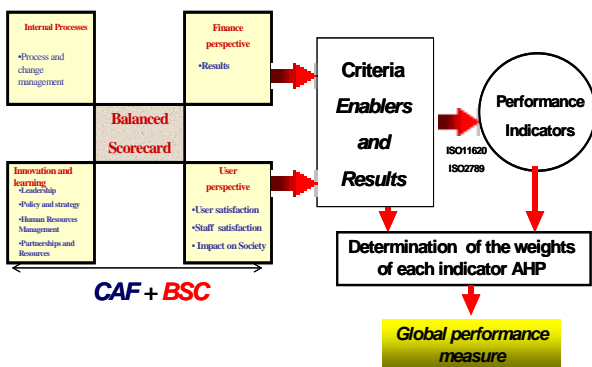 Internal Processes
•Process and
change
management
Finance
perspective
•Results
Balanced
Scorecard
Innovation and
learning
•Leadership
•Policy and strategy
•Human Resources
Management
•Partnerships and
Resources
User
perspective
•User satisfaction
•Staff satisfaction
• Impact on Society
CAF + BSC
Criteria
Enablers
and
Results
ISO11620
ISO2789
Performance
Indicators
Determination of the weights
of each indicator AHP
Global performance
measure